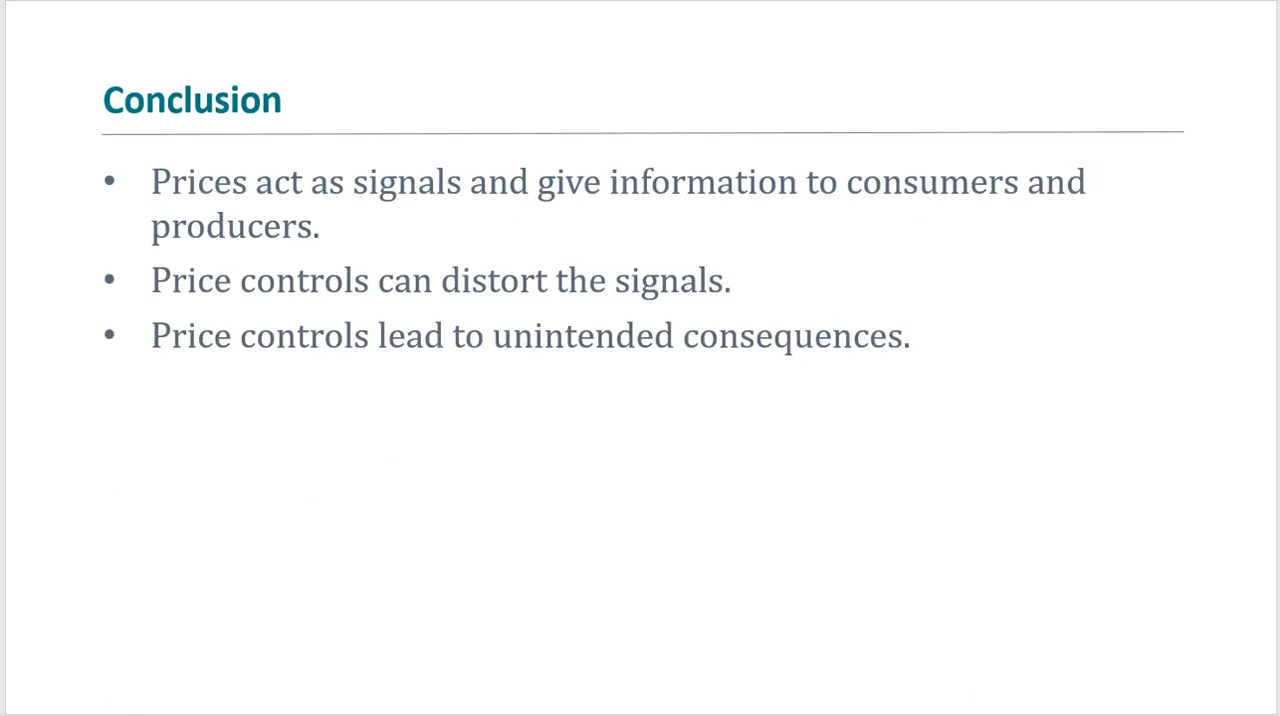 Conclusion
• Prices act as signals and give information to consumers and
producers.
• Price controls can distort the signals.
• Price controls lead to unintended consequences.